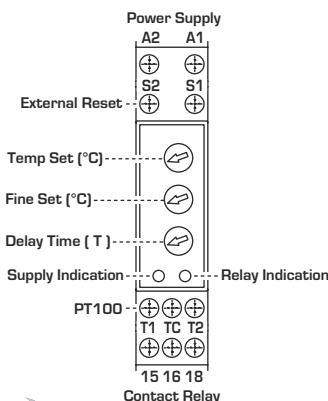 Power Supply
A2 A1
S2 S1
External Reset
Temp Set (°C)
Fine Set (°C)
Delay Time ( T )
Supply Indication Relay Indication
PT100
T1 TC T2
15 16 18
Contact Relay